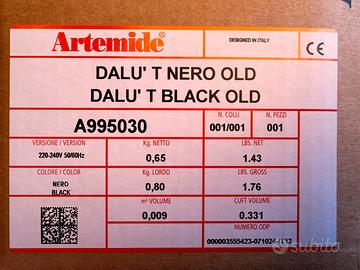 Artemide®
DESIGNED IN ITALY
CE
DALU' T NERO OLD
DALU' T BLACK OLD
A995030
N. COLLI
001/001
N. PEZZI
001
VERSIONE / VERSION
220-240V 50/60Hz
Kg. NETTO
0,65
LBS. NET
1.43
COLORE / COLOR
NERO
BLACK
Kg. LORDO
0,80
LBS. GROSS
1.76
m³ VOLUME
0,009
CUFT VOLUME
0.331
NUMERO ODP
subito.it